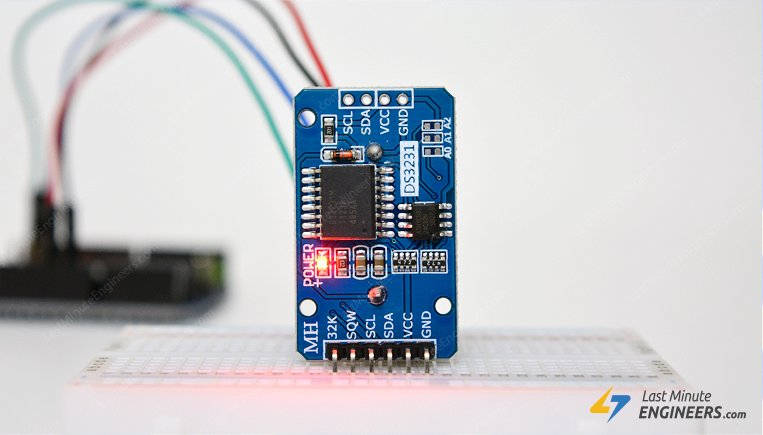 SCL
SDA
VCC
GND
A0 A1 A2
DS3231
POWER
+
MH
32K
SQW
SCL
SDA
VCC
GND
Last Minute
ENGINEERS.com